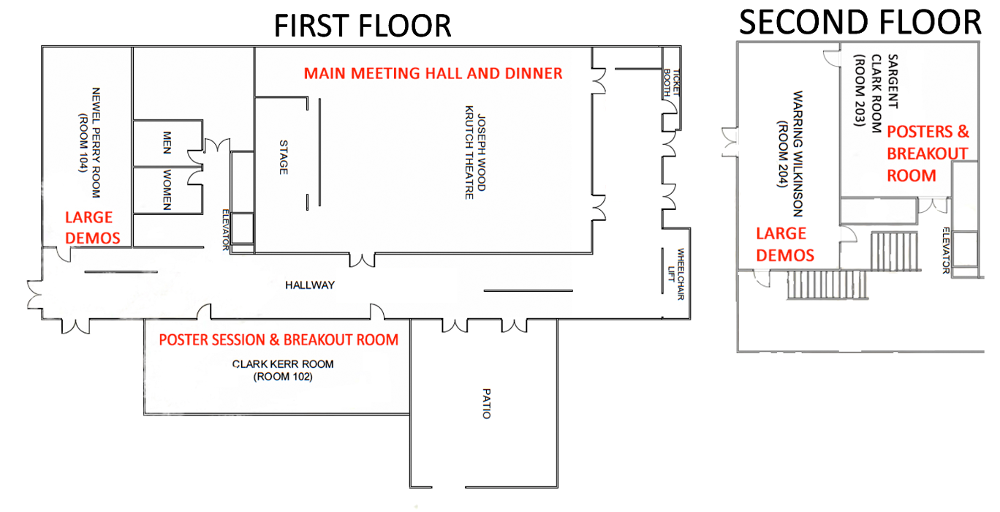 FIRST FLOOR
MAIN MEETING HALL AND DINNER
TICKET
BOOTH
NEWEL PERRY ROOM
(ROOM 104)
LARGE
DEMOS
MEN
WOMEN
ELEVATOR
STAGE
JOSEPH WOOD
KRUTCH THEATRE
HALLWAY
WHEELCHAIR
LIFT
POSTER SESSION & BREAKOUT ROOM
CLARK KERR ROOM
(ROOM 102)
PATIO
SECOND FLOOR
WARRING WILKINSON
(ROOM 204)
LARGE
DEMOS
SARGENT
CLARK ROOM
(ROOM 203)
POSTERS &
BREAKOUT
ROOM
ELEVATOR